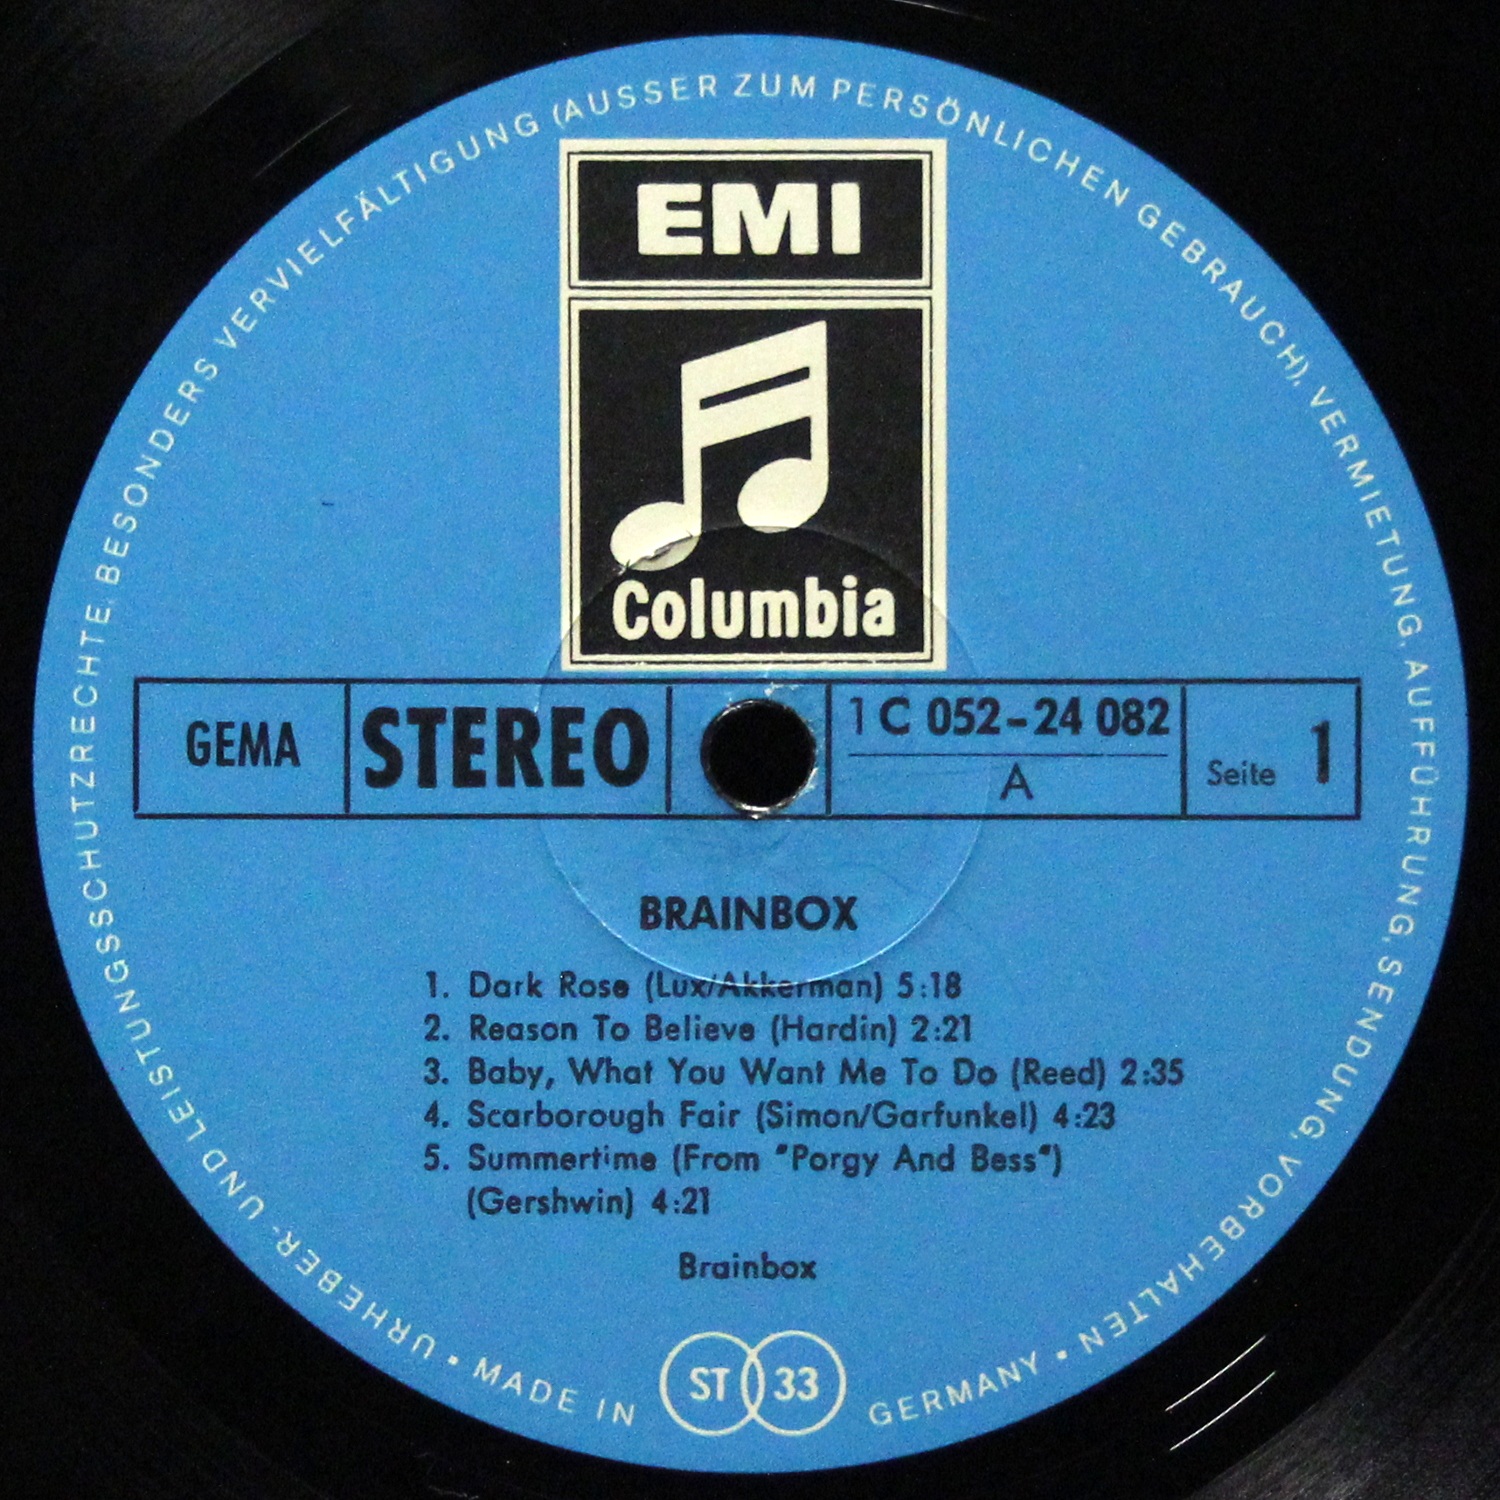 URHEBER- UND LEISTUNGSSCHUTZRECHTE, BESONDERS VERVIELFÄLTIGUNG (AUSSER ZUM PERSÖNLICHEN GEBRAUCH), VERMIETUNG, AUFFÜHRUNG, SENDUNG, VORBEHALTEN
EMI
Columbia
GEMA STEREO 1 C 052-24 082 Seite 1
A
BRAINBOX
1. Dark Rose (Lux/Akkerman) 5:18
2. Reason To Believe (Hardin) 2:21
3. Baby, What You Want Me To Do (Reed) 2:35
4. Scarborough Fair (Simon/Garfunkel) 4:23
5. Summertime (From "Porgy And Bess")
(Gershwin) 4:21
Brainbox
• MADE IN ST 33 GERMANY •